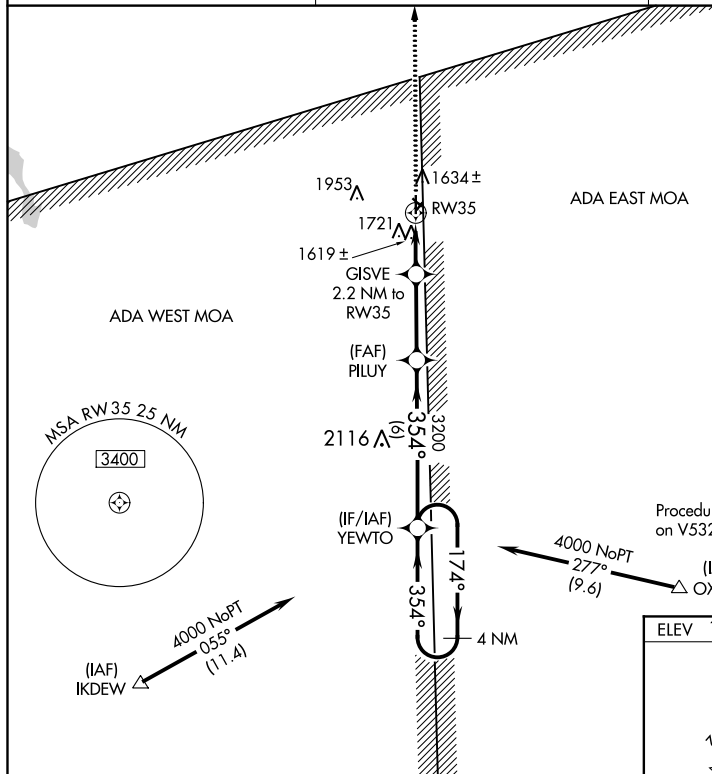 1953
1634±
RW35
ADA EAST MOA
1721
1619±
GISVE
2.2 NM to
RW35
ADA WEST MOA
(FAF)
PILUY
MSA RW35 25 NM
3400
2116
(6)
354°
3200
(IF/IAF)
YEWTO
174°
354°
4 NM
4000 NoPT
277°
(9.6)
on V532
4000 NoPT
055°
(11.4)
(IAF)
IKDEW
ELEV